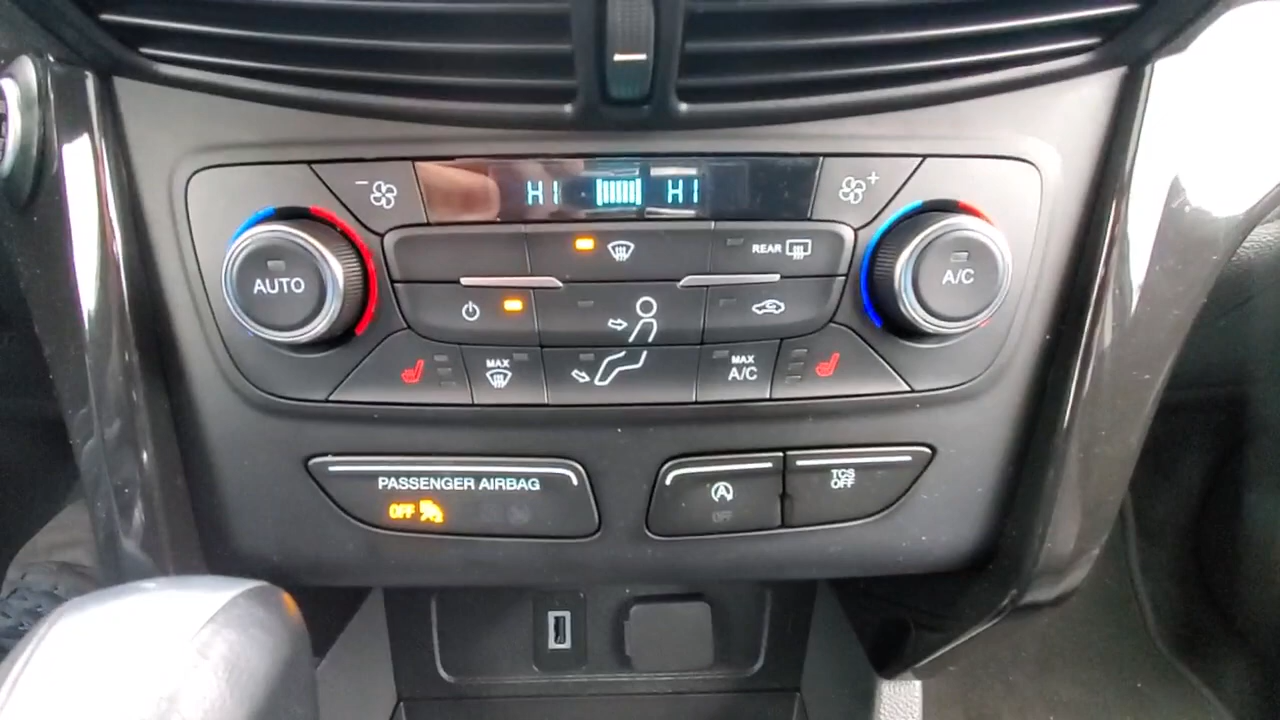 HI HI
REAR
AUTO
A/C
MAX
MAX
A/C
PASSENGER AIRBAG
OFF
A
OFF
TCS
OFF